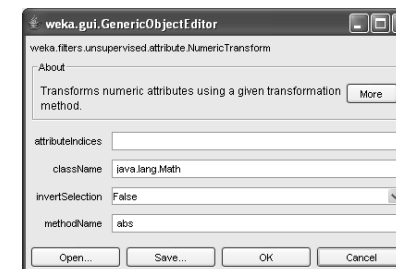 weka.gui.GenericObjectEditor
weka.filters.unsupervised.attribute.NumericTransform
About
Transforms numeric attributes using a given transformation
method.
More
attributeIndices
className java.lang.Math
invertSelection False
methodName abs
Open... Save... OK Cancel